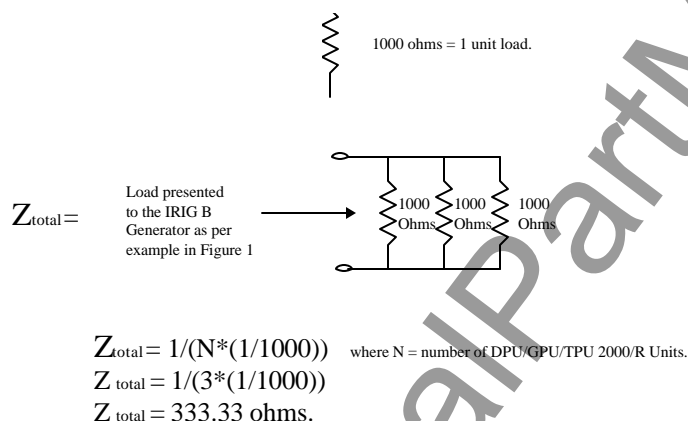 1000 ohms = 1 unit load.
Ztotal =
Load presented
to the IRIG B
Generator as per
example in Figure 1
1000 1000 1000
Ohms Ohms Ohms
Ztotal = 1/(N*(1/1000)) where N = number of DPU/GPU/TPU 2000/R Units.
Z total = 1/(3*(1/1000))
Z total = 333.33 ohms.